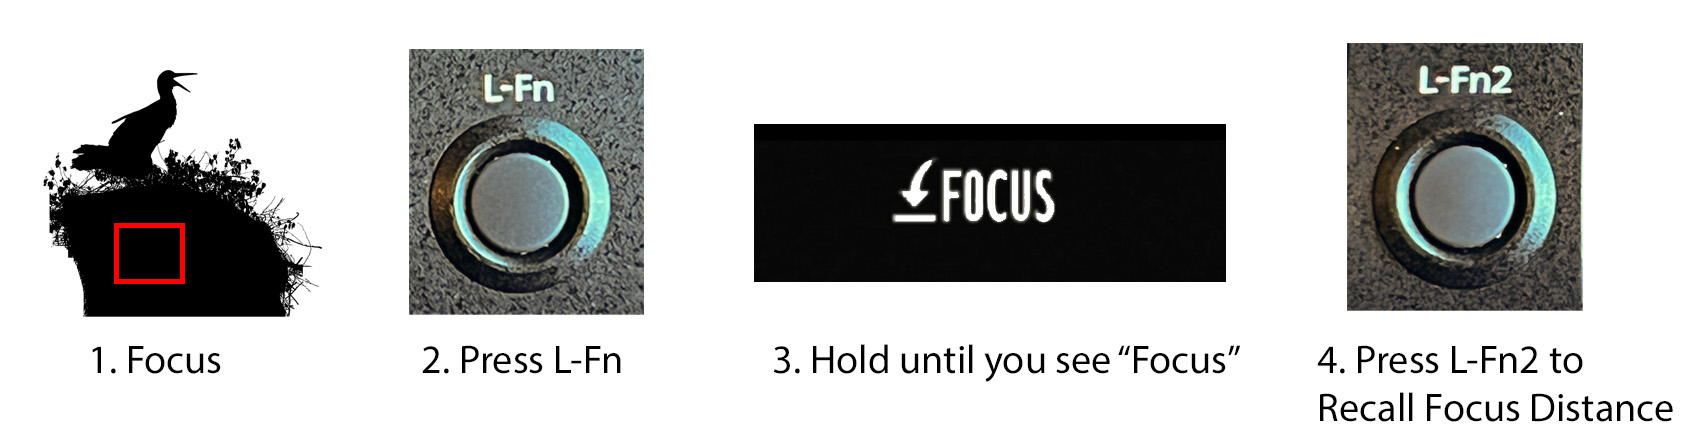 L-Fn
FOCUS
L-Fn2
1. Focus
2. Press L-Fn
3. Hold until you see “Focus”
4. Press L-Fn2 to
Recall Focus Distance